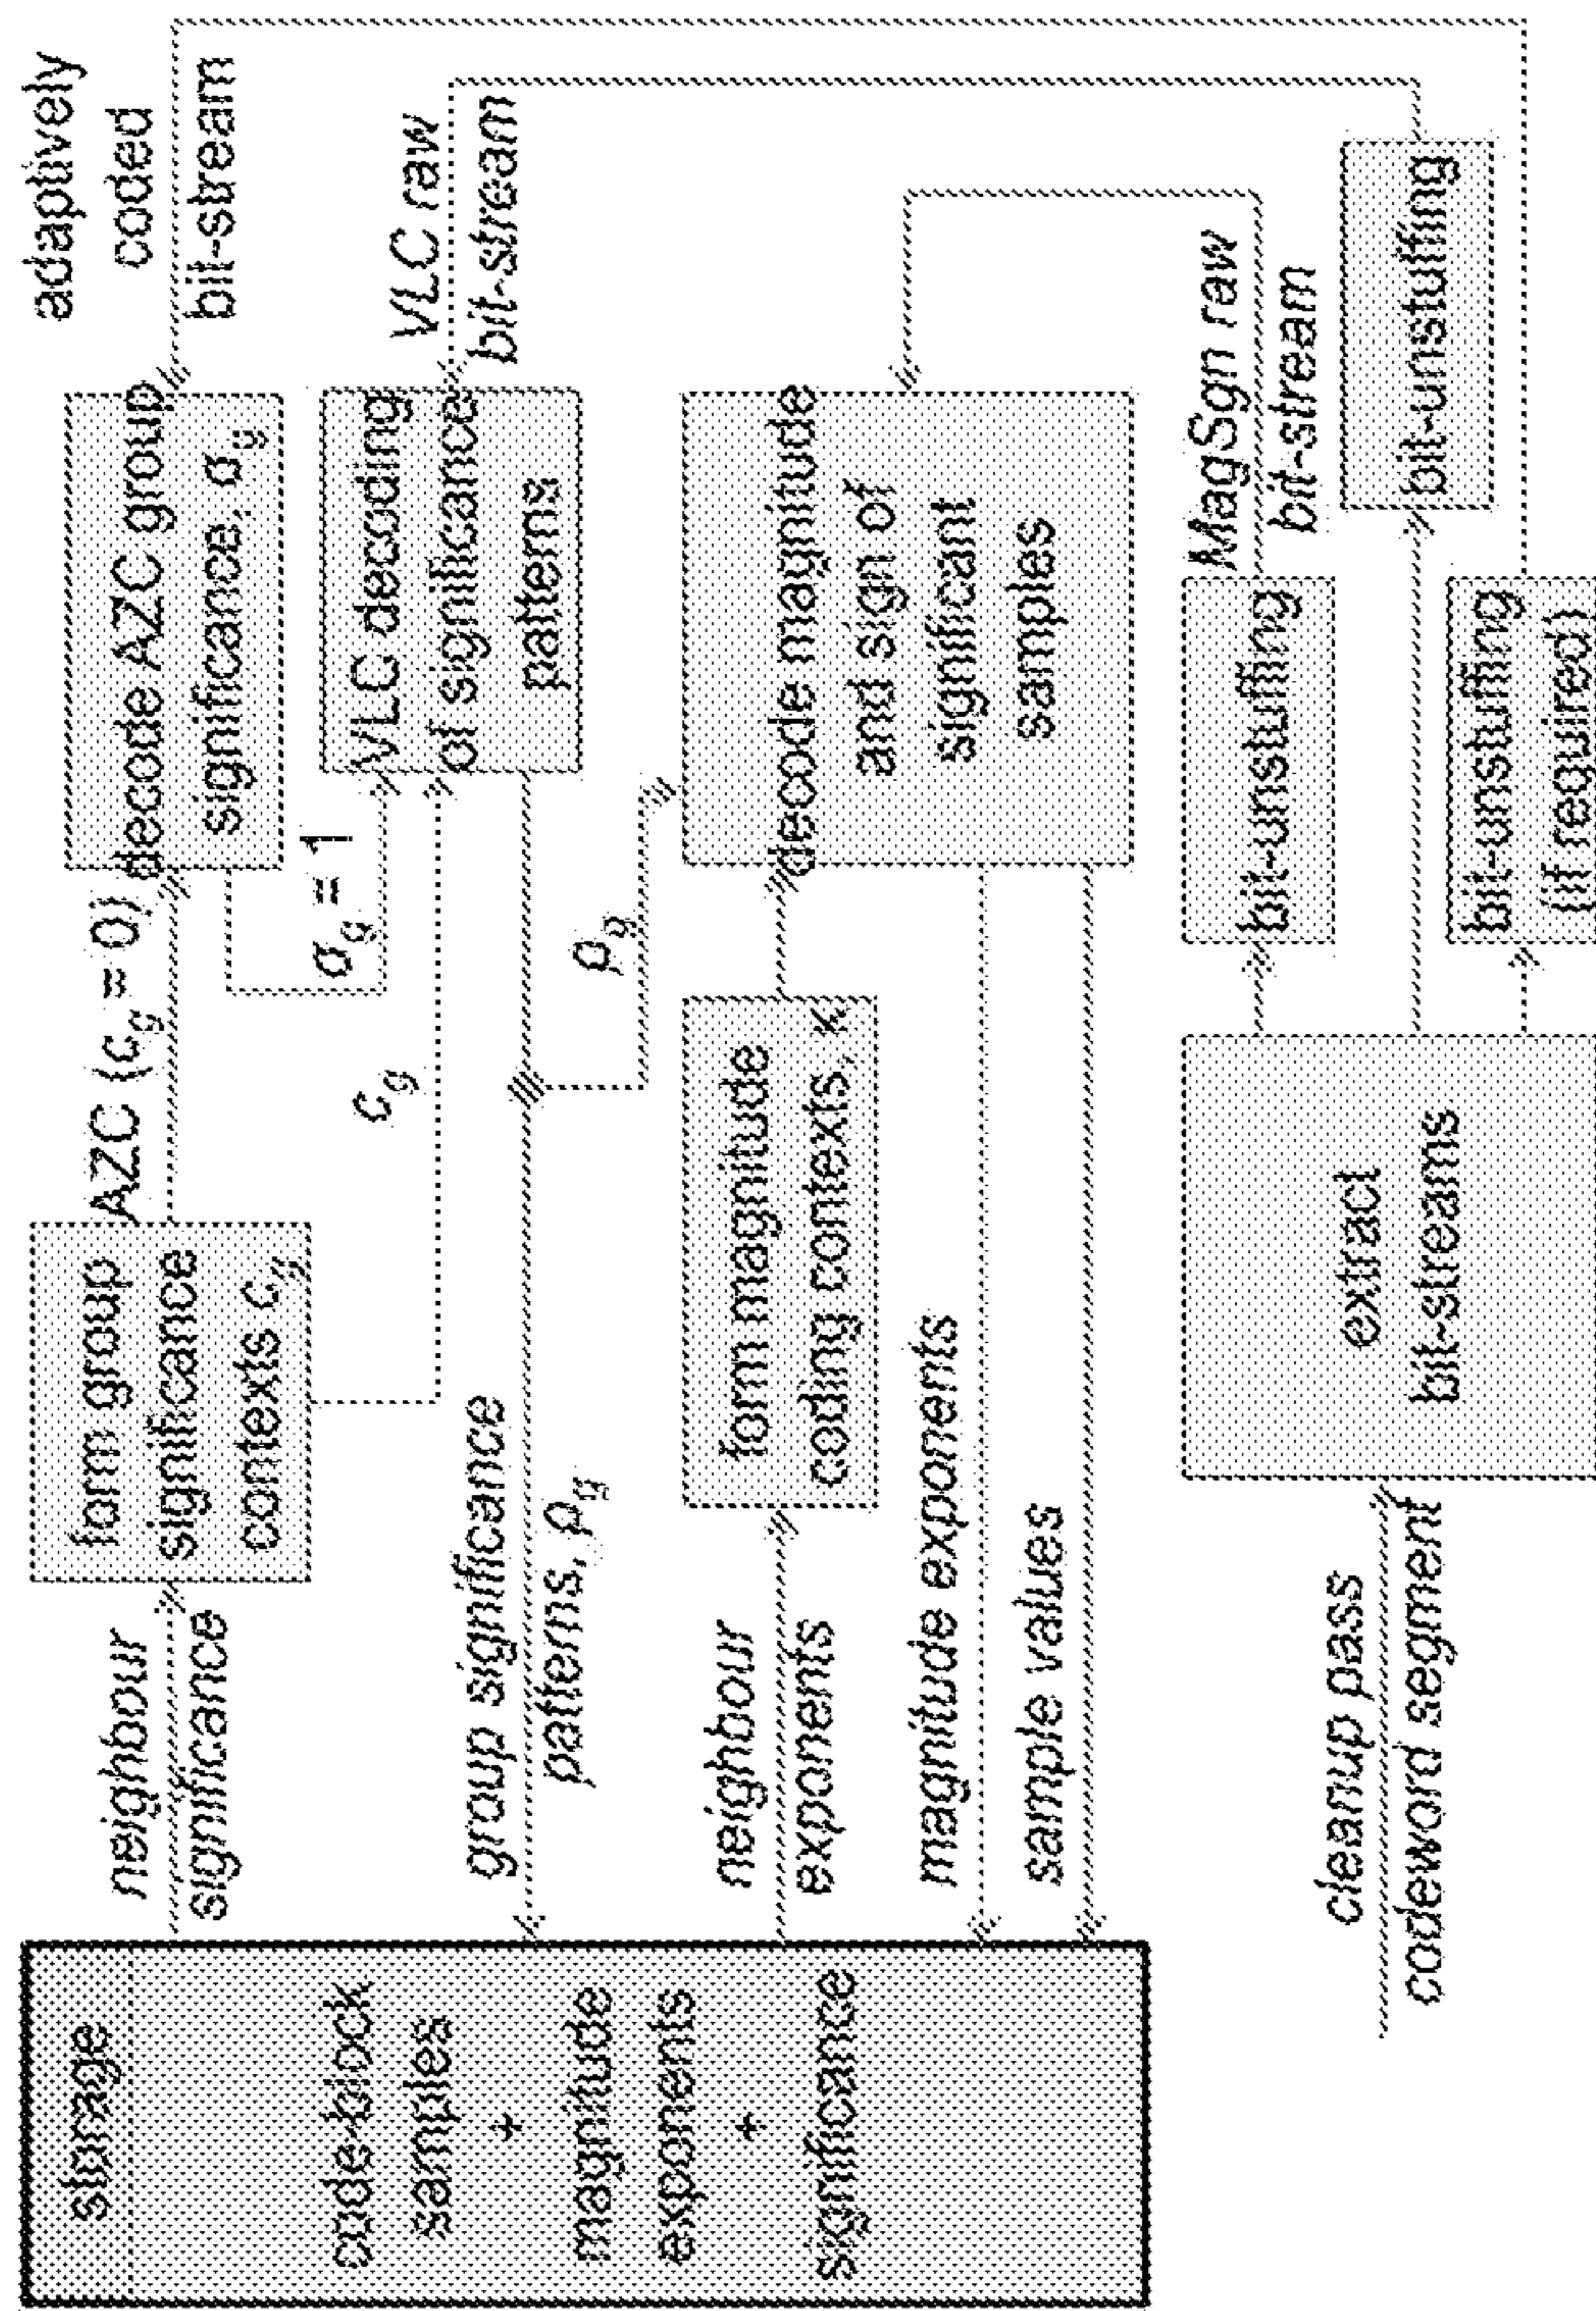 storage
code-block
samples
+
magnitude
exponents
+
significance
neighbour
significance
form group
significance
contexts c_g
AZC (c_g = 0)
decode AZC group
significance, σ_g
adaptively
coded
bit-stream
σ_g = 1
c_g
VLC decoding
of significance
patterns
VLC raw
bit-stream
group significance
patterns, ρ_g
ρ_g
neighbour
exponents
form magnitude
coding contexts, κ
decode magnitude
and sign of
significant
samples
magnitude exponents
sample values
cleanup pass
codeword segment
extract
bit-streams
bit-unstuffing
MagSgn raw
bit-stream
bit-unstuffing
bit-unstuffing
(if required)